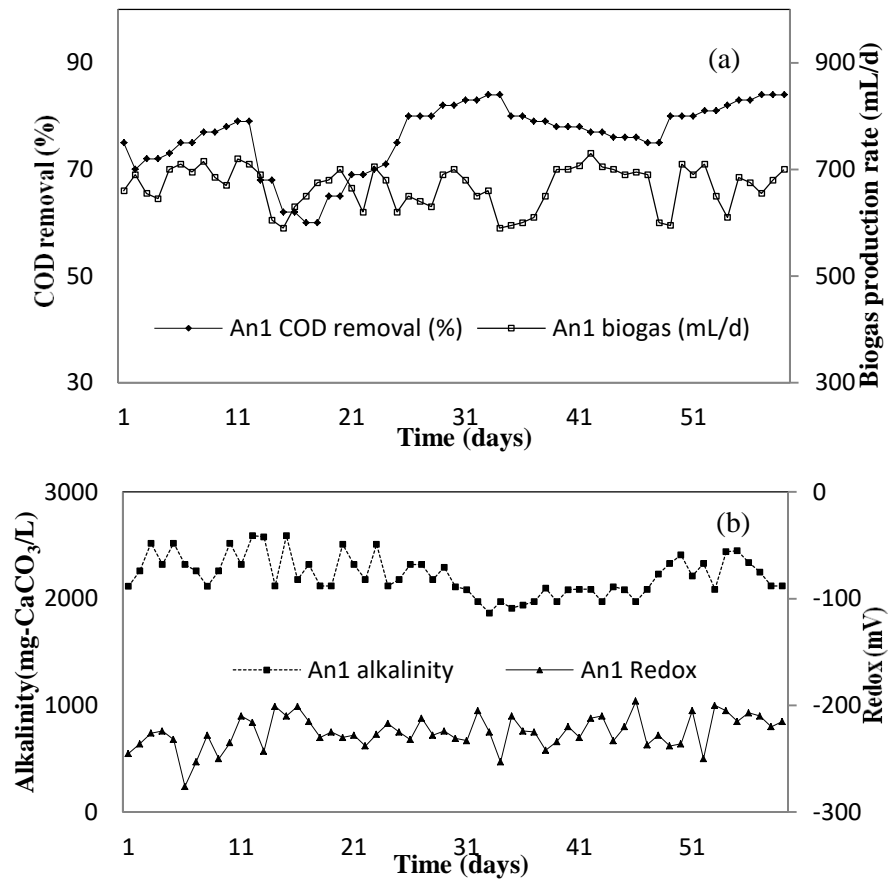 (a)
90
70
50
30
COD removal (%)
900
700
500
300
Biogas production rate (mL/d)
An1 COD removal (%) An1 biogas (mL/d)
1 11 21 31 41 51
Time (days)
(b)
3000
2000
1000
0
Alkalinity(mg-CaCO₃/L)
0
-100
-200
-300
Redox (mV)
An1 alkalinity An1 Redox
1 11 21 31 41 51
Time (days)